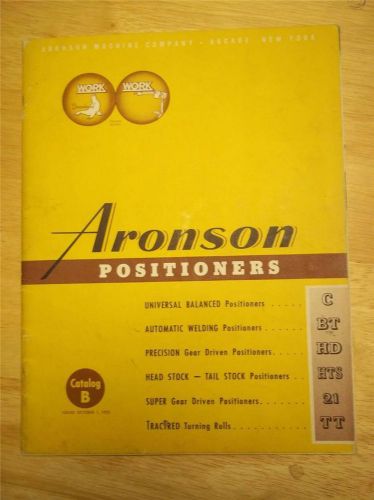 ARONSON MACHINE COMPANY • ARCADE, NEW YORK
WORK WORK
Aronson
POSITIONERS
UNIVERSAL BALANCED Positioners ..... C
AUTOMATIC WELDING Positioners .... BT
PRECISION Gear Driven Positioners .... HD
HEAD STOCK — TAIL STOCK Positioners .. HTS
SUPER Gear Driven Positioners ..... 21
TRACTRED Turning Rolls ........ TT
Catalog
B
OCTOBER 1,